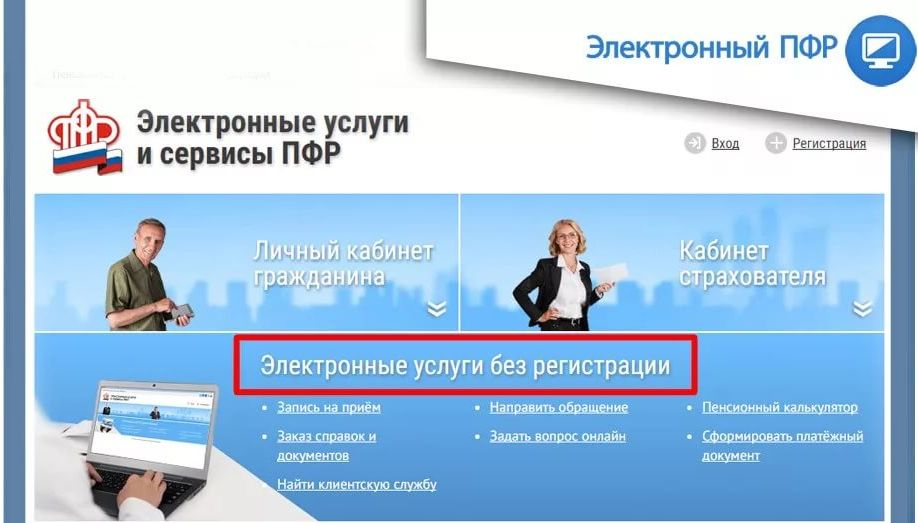 Электронный ПФР
Электронные услуги
и сервисы ПФР
Вход
Регистрация
Личный кабинет
гражданина
Кабинет
страхователя
Электронные услуги без регистрации
Запись на приём
Направить обращение
Пенсионный калькулятор
Заказ справок и
документов
Задать вопрос онлайн
Сформировать платёжный
документ
Найти клиентскую службу